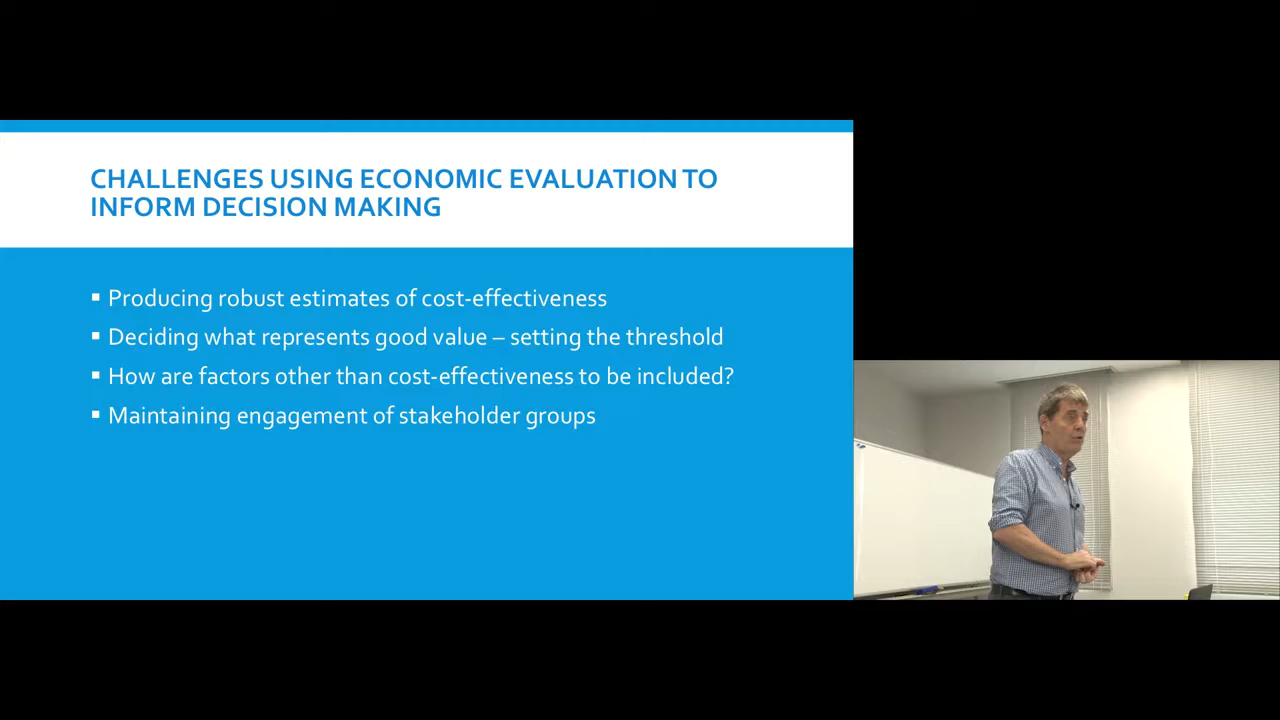 CHALLENGES USING ECONOMIC EVALUATION TO
INFORM DECISION MAKING
▪ Producing robust estimates of cost-effectiveness
▪ Deciding what represents good value – setting the threshold
▪ How are factors other than cost-effectiveness to be included?
▪ Maintaining engagement of stakeholder groups